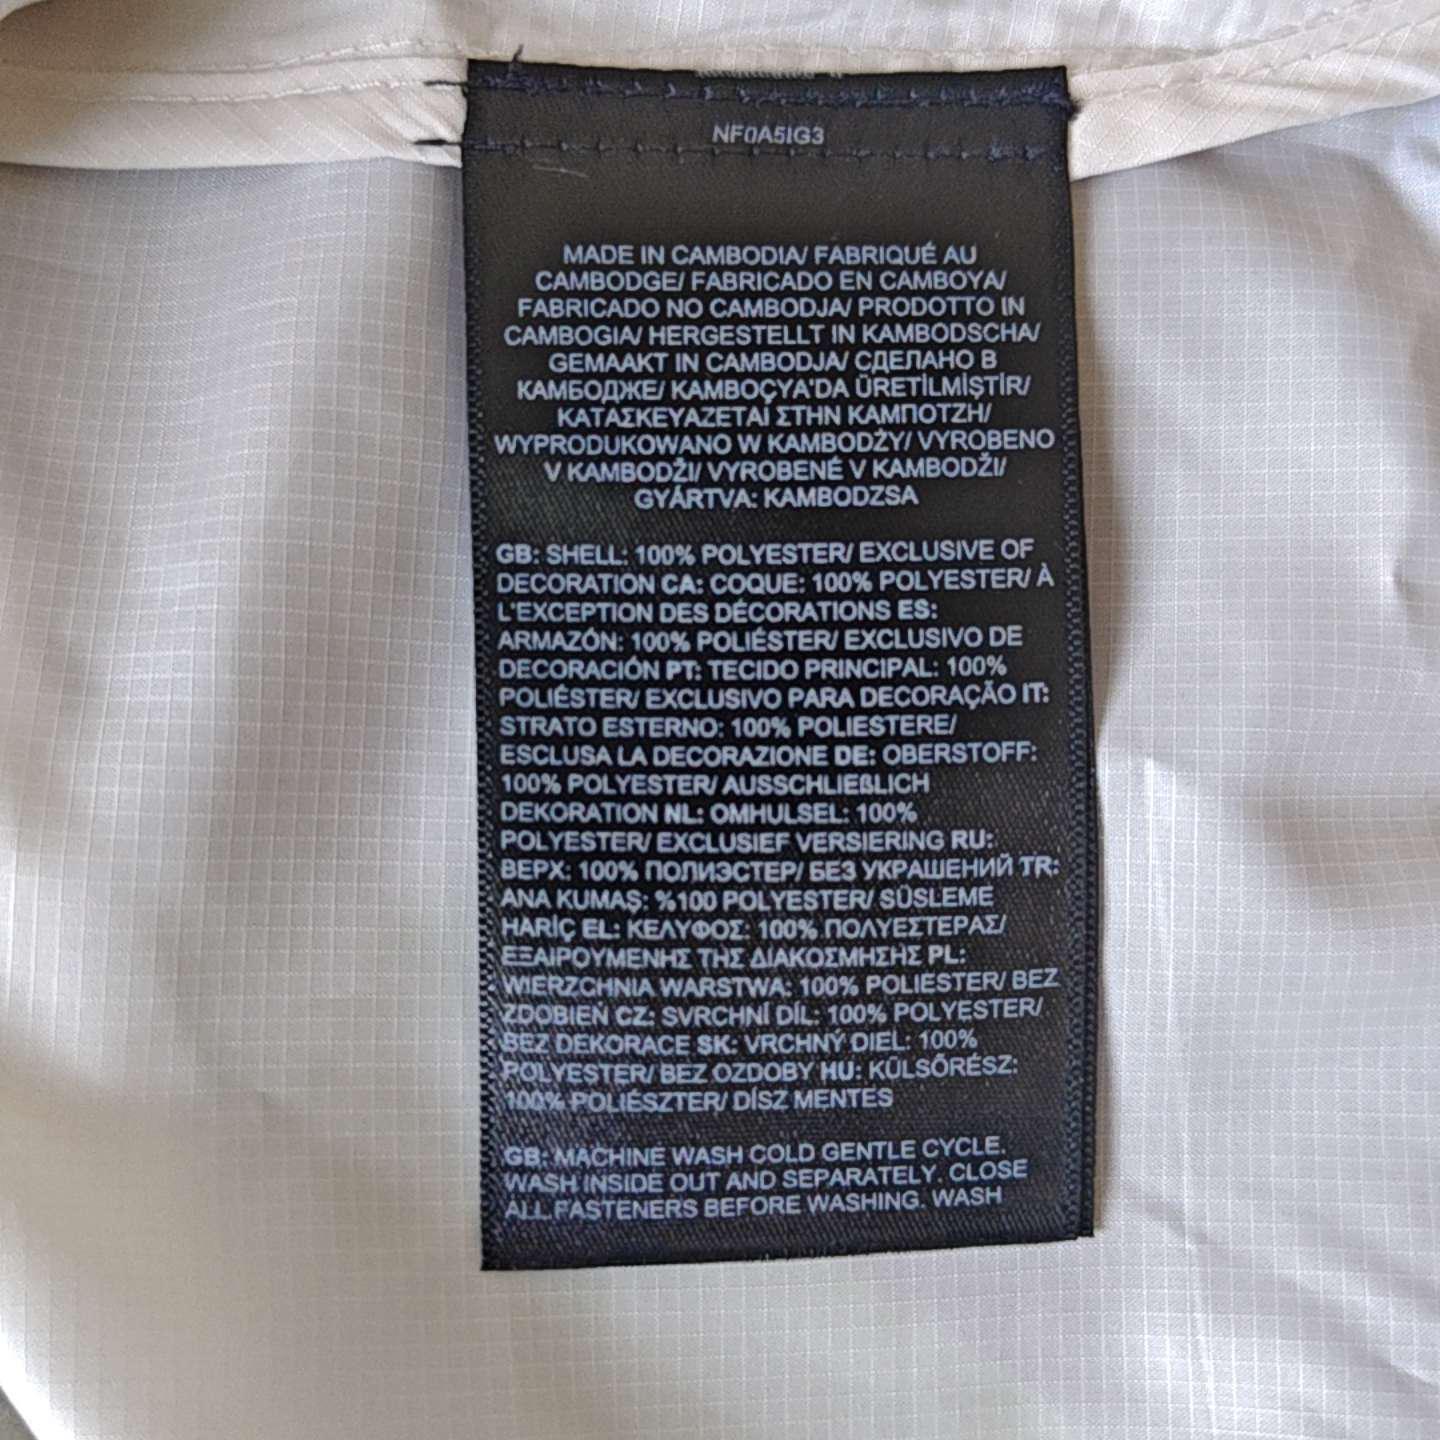 NF0A5IG3
MADE IN CAMBODIA/ FABRIQUÉ AU
CAMBODGE/ FABRICADO EN CAMBOYA/
FABRICADO NO CAMBODJA/ PRODOTTO IN
CAMBOGIA/ HERGESTELLT IN KAMBODSCHA/
GEMAAKT IN CAMBODJA/ СДЕЛАНО В
КАМБОДЖЕ/ KAMBOÇYA'DA ÜRETİLMİŞTİR/
ΚΑΤΑΣΚΕΥΑΖΕΤΑΙ ΣΤΗΝ ΚΑΜΠΟΤΖΗ/
WYPRODUKOWANO W KAMBODŻY/ VYROBENO
V KAMBODŽI/ VYROBENÉ V KAMBODŽI/
GYÁRTVA: KAMBODZSA
GB: SHELL: 100% POLYESTER/ EXCLUSIVE OF
DECORATION CA: COQUE: 100% POLYESTER/ À
L'EXCEPTION DES DÉCORATIONS ES:
ARMAZÓN: 100% POLIÉSTER/ EXCLUSIVO DE
DECORACIÓN PT: TECIDO PRINCIPAL: 100%
POLIÉSTER/ EXCLUSIVO PARA DECORAÇÃO IT:
STRATO ESTERNO: 100% POLIESTERE/
ESCLUSA LA DECORAZIONE DE: OBERSTOFF:
100% POLYESTER/ AUSSCHLIEßLICH
DEKORATION NL: OMHULSEL: 100%
POLYESTER/ EXCLUSIEF VERSIERING RU:
ВЕРХ: 100% ПОЛИЭСТЕР/ БЕЗ УКРАШЕНИЙ TR:
ANA KUMAŞ: %100 POLYESTER/ SÜSLEME
HARİÇ EL: ΚΕΛΥΦΟΣ: 100% ΠΟΛΥΕΣΤΕΡΑΣ/
ΕΞΑΙΡΟΥΜΕΝΗΣ ΤΗΣ ΔΙΑΚΟΣΜΗΣΗΣ PL:
WIERZCHNIA WARSTWA: 100% POLIESTER/ BEZ
ZDOBIEŃ CZ: SVRCHNÍ DÍL: 100% POLYESTER/
BEZ DEKORACE SK: VRCHNÝ DIEL: 100%
POLYESTER/ BEZ OZDOBY HU: KÜLSŐRÉSZ:
100% POLIÉSZTER/ DÍSZ MENTES
GB: MACHINE WASH COLD GENTLE CYCLE.
WASH INSIDE OUT AND SEPARATELY. CLOSE
ALL FASTENERS BEFORE WASHING. WASH